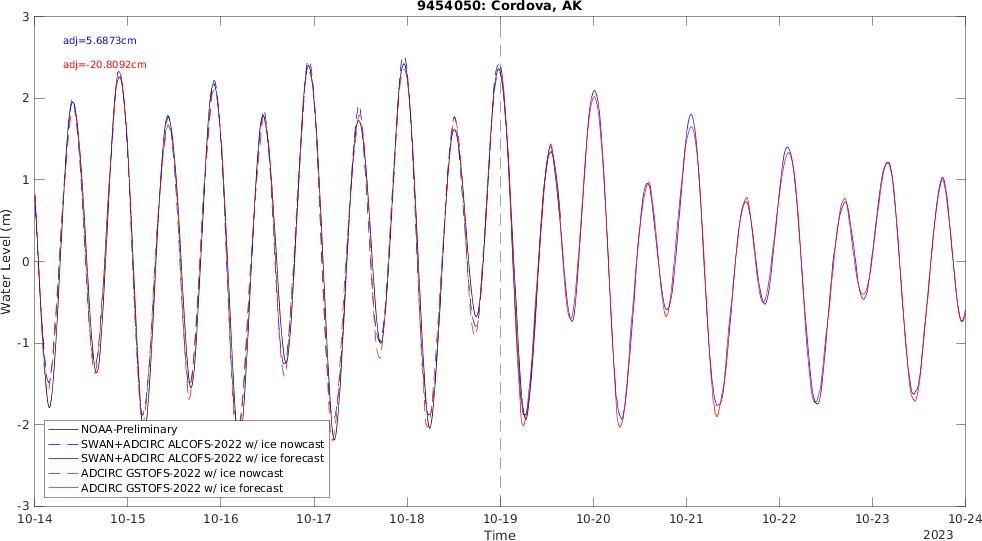 9454050: Cordova, AK
adj=5.6873cm
adj=-20.8092cm
3
2
1
0
-1
-2
-3
Water Level (m)
NOAA-Preliminary
SWAN+ADCIRC ALCOFS-2022 w/ ice nowcast
SWAN+ADCIRC ALCOFS-2022 w/ ice forecast
ADCIRC GSTOFS-2022 w/ ice nowcast
ADCIRC GSTOFS-2022 w/ ice forecast
10-14 10-15 10-16 10-17 10-18 10-19 10-20 10-21 10-22 10-23 10-24
Time
2023